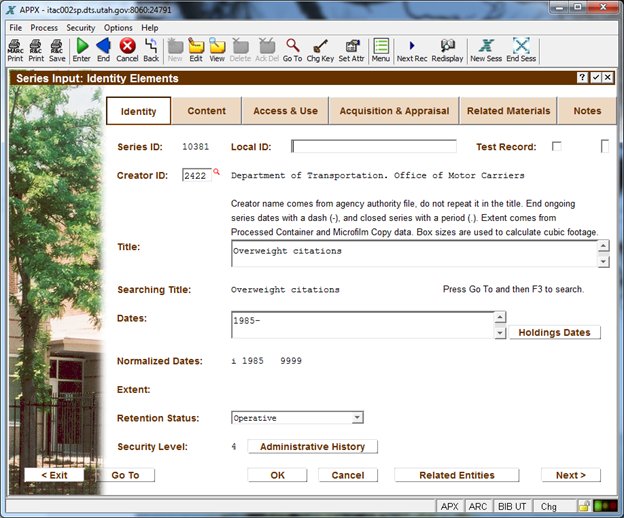 APPX - itac002sp.dts.utah.gov:8060:24791
File Process Security Options Help
Print Print Save Enter End Cancel Back New Edit View Delete Ack Del Go To Chg Key Set Attr Menu Next Rec Redisplay New Sess End Sess
Series Input: Identity Elements
Identity Content Access & Use Acquisition & Appraisal Related Materials Notes
Series ID: 10381 Local ID: Test Record:
Creator ID: 2422 Department of Transportation. Office of Motor Carriers
Creator name comes from agency authority file, do not repeat it in the title. End ongoing
series dates with a dash (-), and closed series with a period (.). Extent comes from
Processed Container and Microfilm Copy data. Box sizes are used to calculate cubic footage.
Title: Overweight citations
Searching Title: Overweight citations Press Go To and then F3 to search.
Dates: 1985-
Holdings Dates
Normalized Dates: i 1985 9999
Extent:
Retention Status: Operative
Security Level: 4 Administrative History
< Exit Go To OK Cancel Related Entities Next >
APX ARC BIB UT Chg